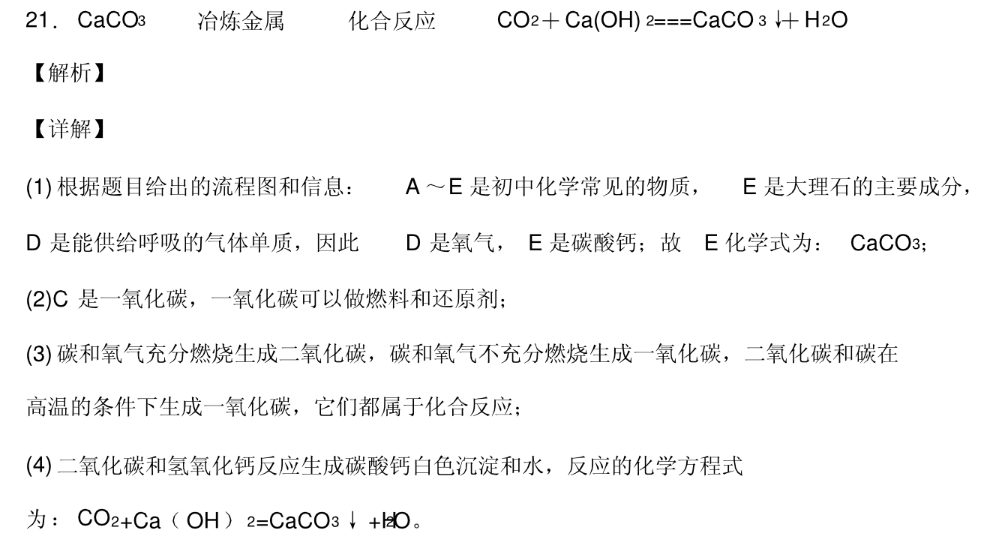 21． CaCO3 冶炼金属 化合反应 CO2＋Ca(OH)2===CaCO3↓＋H2O
【解析】
【详解】
(1) 根据题目给出的流程图和信息： A～E 是初中化学常见的物质， E 是大理石的主要成分，
D 是能供给呼吸的气体单质，因此 D 是氧气， E 是碳酸钙；故 E 化学式为： CaCO3；
(2)C 是一氧化碳，一氧化碳可以做燃料和还原剂；
(3) 碳和氧气充分燃烧生成二氧化碳，碳和氧气不充分燃烧生成一氧化碳，二氧化碳和碳在
高温的条件下生成一氧化碳，它们都属于化合反应；
(4) 二氧化碳和氢氧化钙反应生成碳酸钙白色沉淀和水，反应的化学方程式
为： CO2+Ca（OH）2=CaCO3↓+H2O。